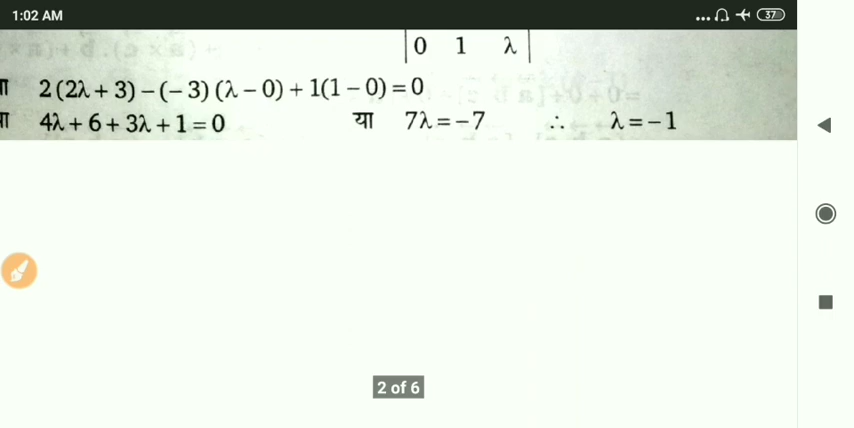 1:02 AM
37
|0 1 λ|
2(2λ + 3) − (− 3) (λ − 0) + 1(1 − 0) = 0
4λ + 6 + 3λ + 1 = 0 या 7λ = − 7 ∴ λ = − 1
2 of 6